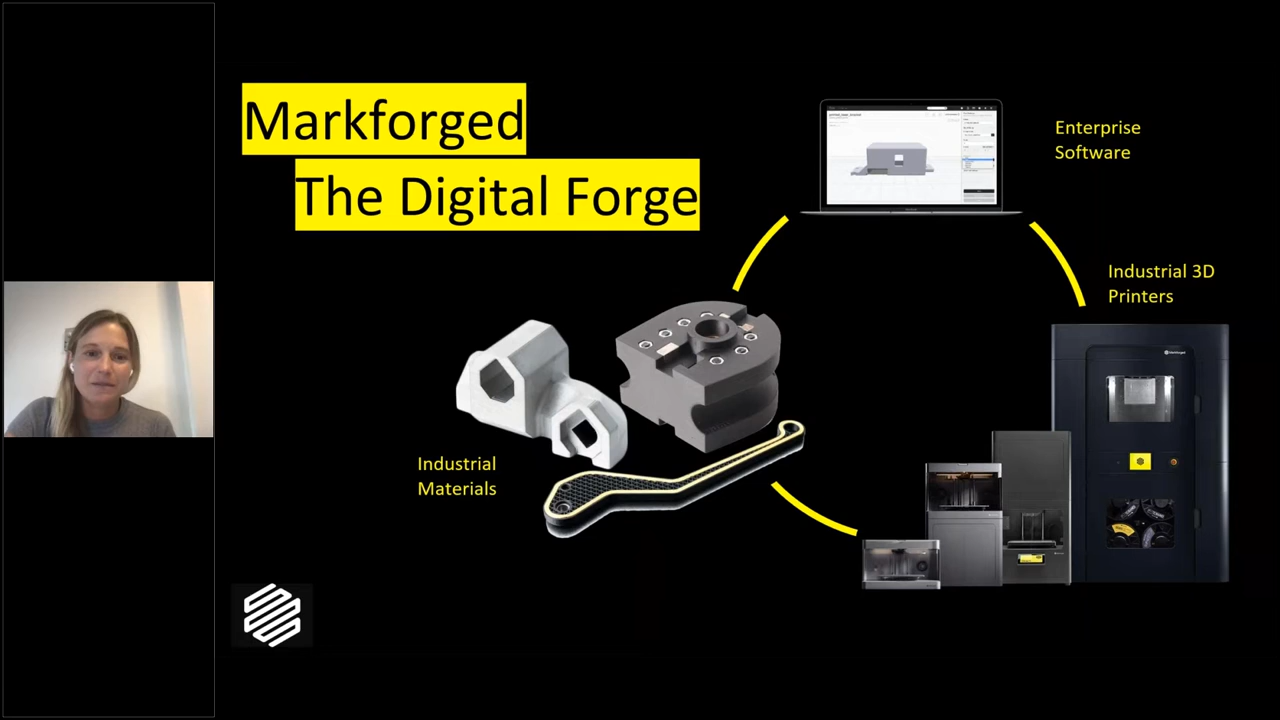 Markforged
The Digital Forge
Enterprise
Software
Industrial 3D
Printers
Industrial
Materials